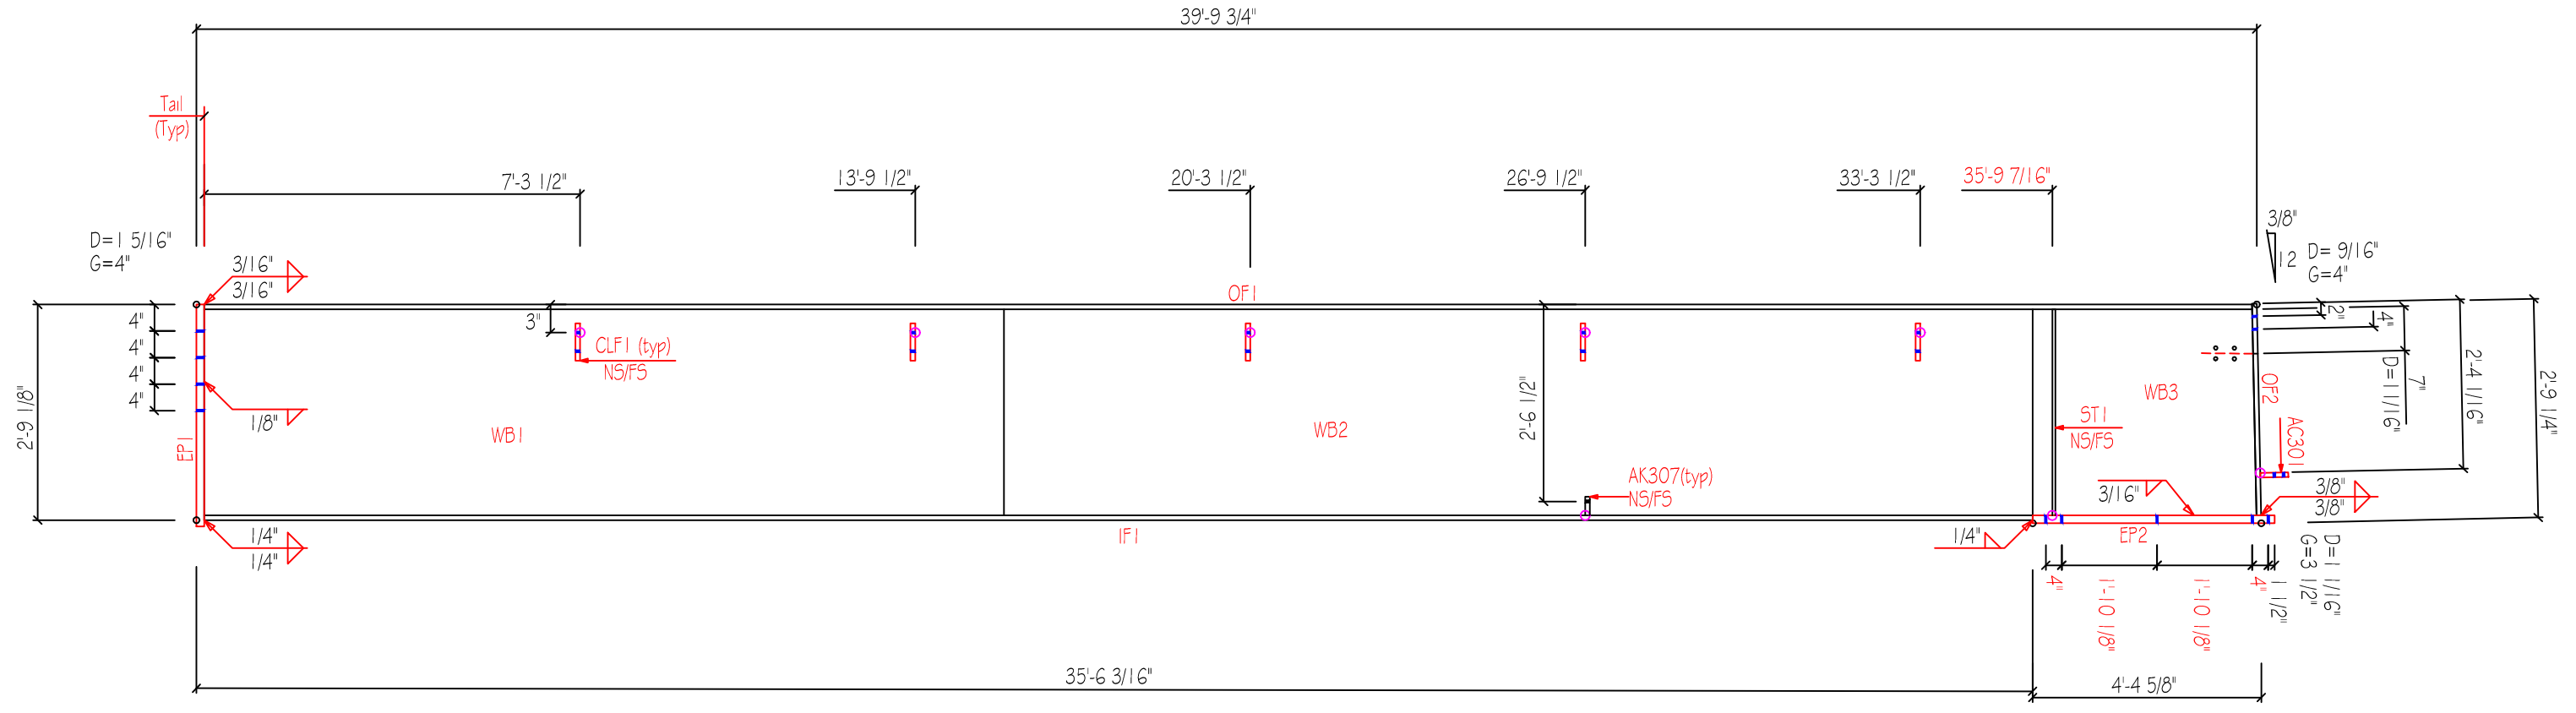 39'-9 3/4"
Tail
(Typ)
7'-3 1/2"
13'-9 1/2"
20'-3 1/2"
26'-9 1/2"
33'-3 1/2"
35'-9 7/16"
3/8"
12
D= 9/16"
G=4"
D=1 5/16"
G=4"
3/16"
3/16"
OF1
4"
4"
4"
4"
2'-9 1/8"
EP1
1/8"
3"
CLF1 (typ)
NS/FS
WB1
WB2
2'-6 1/2"
AK307(typ)
NS/FS
ST1
NS/FS
WB3
OF2
AC301
2"
4"
7"
D=11/16"
2'-4 11/16"
2'-9 1/4"
3/16"
3/8"
3/8"
1/4"
1/4"
IF1
1/4"
EP2
4"
1'-10 1/8"
1'-10 1/8"
4"
1 1/2"
D=1 1/16"
G=3 1/2"
35'-6 3/16"
4'-4 5/8"